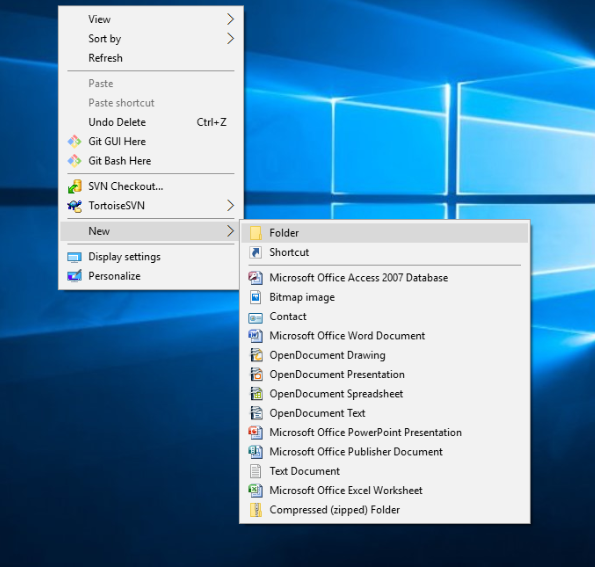 View
Sort by
Refresh
Paste
Paste shortcut
Undo Delete Ctrl+Z
Git GUI Here
Git Bash Here
SVN Checkout...
TortoiseSVN
New
Display settings
Personalize
Folder
Shortcut
Microsoft Office Access 2007 Database
Bitmap image
Contact
Microsoft Office Word Document
OpenDocument Drawing
OpenDocument Presentation
OpenDocument Spreadsheet
OpenDocument Text
Microsoft Office PowerPoint Presentation
Microsoft Office Publisher Document
Text Document
Microsoft Office Excel Worksheet
Compressed (zipped) Folder